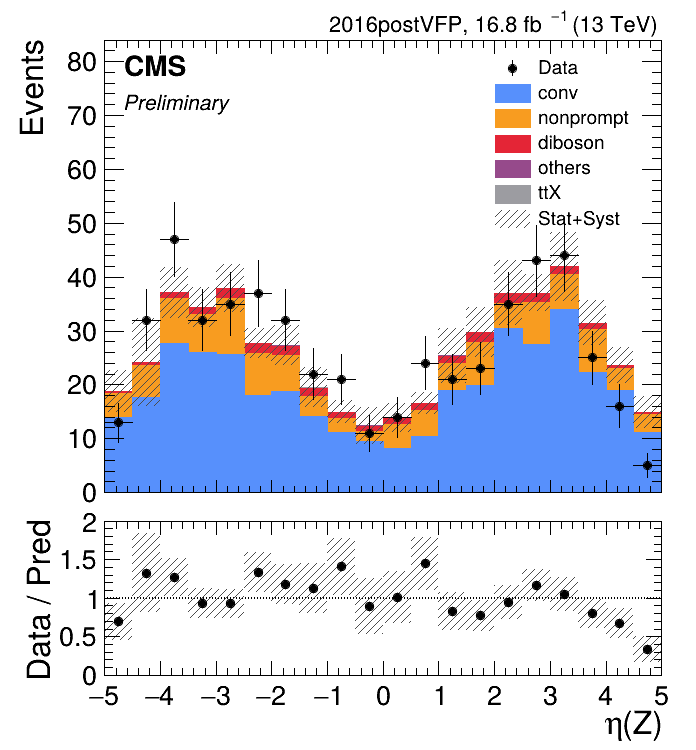 2016postVFP, 16.8 fb ⁻¹ (13 TeV)
CMS
Preliminary
Events
80
70
60
50
40
30
20
10
0
Data
conv
nonprompt
diboson
others
ttX
Stat+Syst
Data / Pred
2
1.5
1
0.5
0
−5 −4 −3 −2 −1 0 1 2 3 4 5
η(Z)